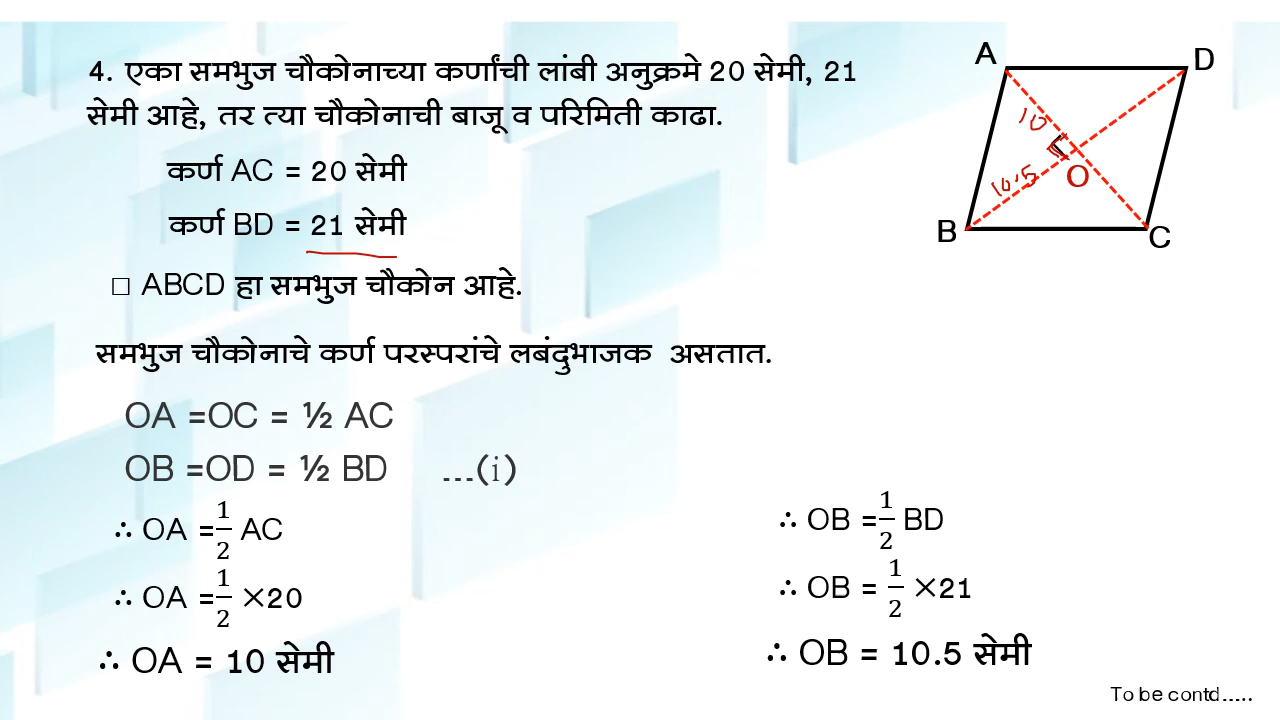 4. एका समभुज चौकोनाच्या कर्णांची लांबी अनुक्रमे 20 सेमी, 21
सेमी आहे, तर त्या चौकोनाची बाजू व परिमिती काढा.
कर्ण AC = 20 सेमी
कर्ण BD = 21 सेमी
□ ABCD हा समभुज चौकोन आहे.
समभुज चौकोनाचे कर्ण परस्परांचे लबंदुभाजक असतात.
OA =OC = ½ AC
OB =OD = ½ BD ...(i)
∴ OA =1/2 AC
∴ OA =1/2 ×20
∴ OA = 10 सेमी
∴ OB =1/2 BD
∴ OB = 1/2 ×21
∴ OB = 10.5 सेमी
A
D
10
10.5
O
B
C
To be contd.....